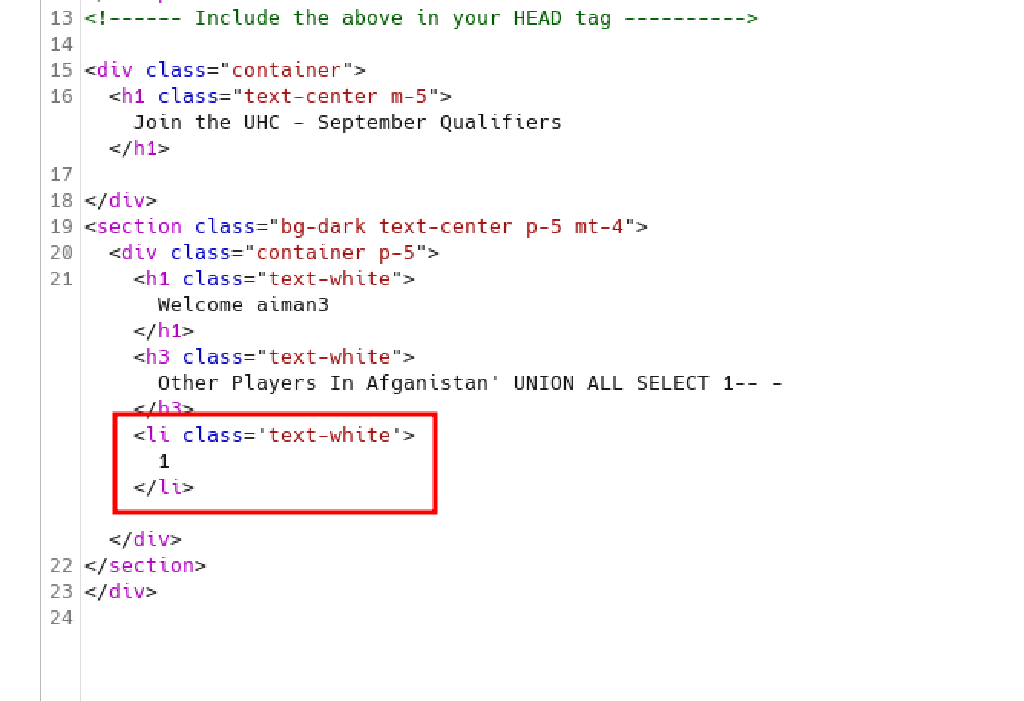 13 <!------ Include the above in your HEAD tag ---------->
14
15 <div class="container">
16 <h1 class="text-center m-5">
Join the UHC - September Qualifiers
</h1>
17
18 </div>
19 <section class="bg-dark text-center p-5 mt-4">
20 <div class="container p-5">
21 <h1 class="text-white">
Welcome aiman3
</h1>
<h3 class="text-white">
Other Players In Afganistan' UNION ALL SELECT 1-- -
</h3>
<li class='text-white'>
1
</li>
</div>
22 </section>
23 </div>
24